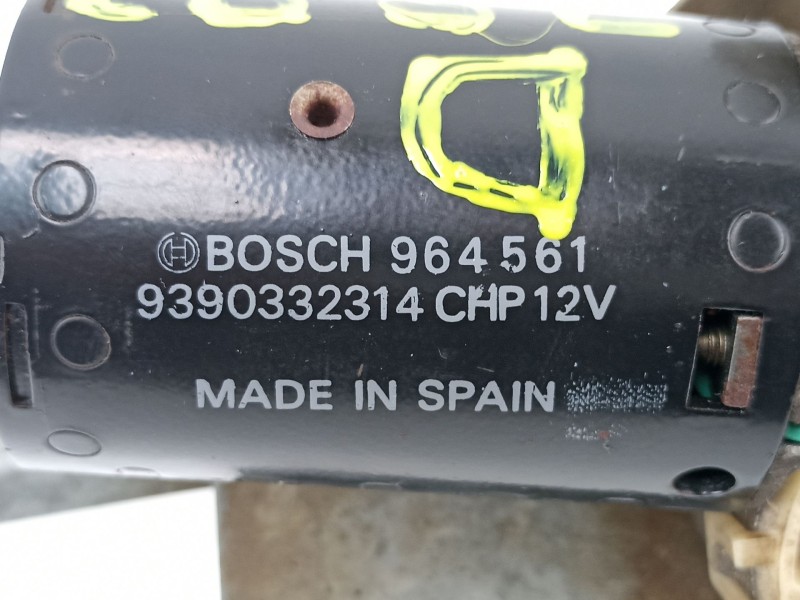 BOSCH 964 561
9390332314 CHP 12V
MADE IN SPAIN
D